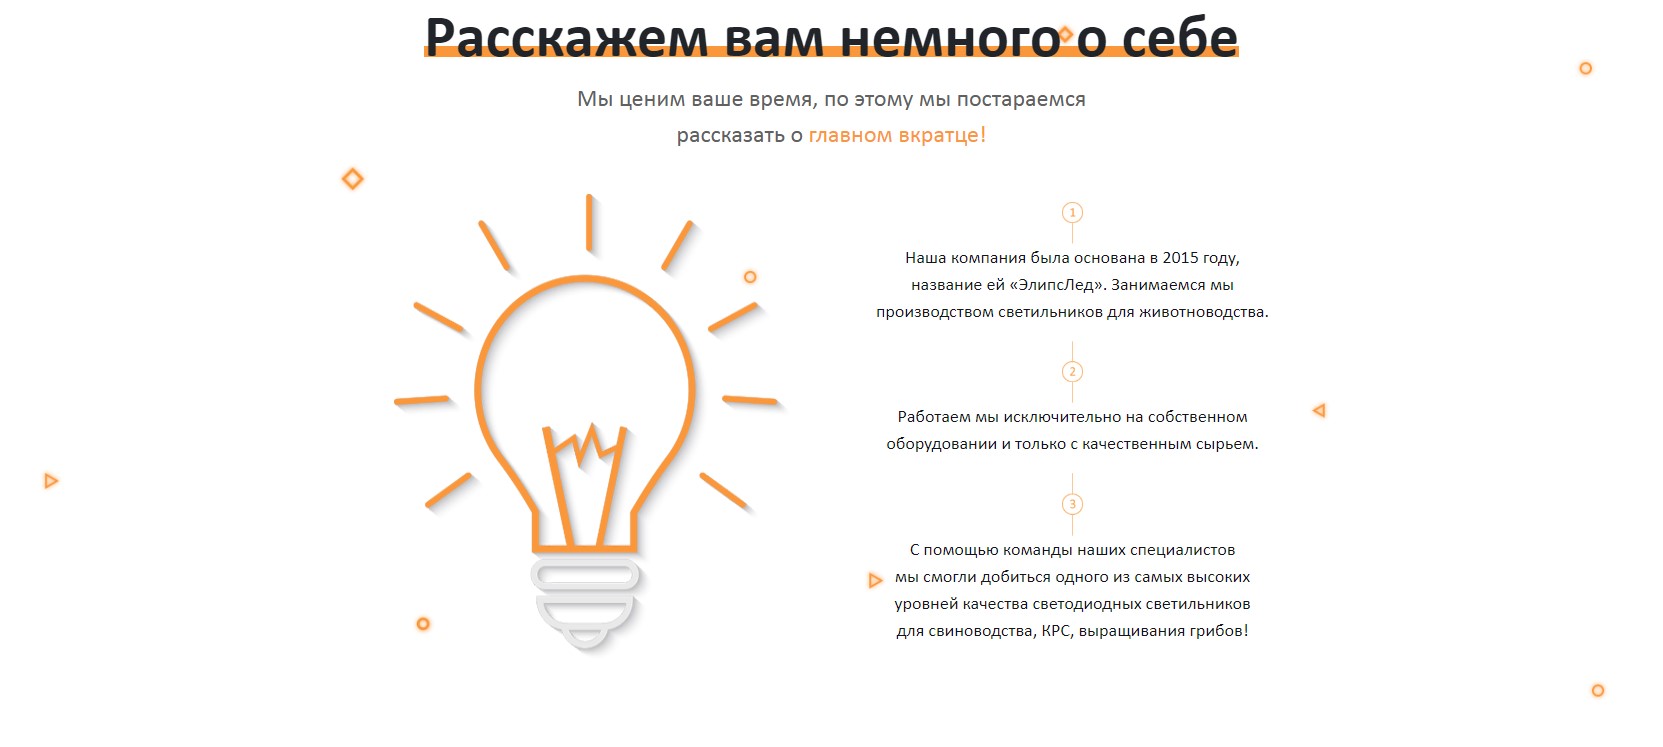 Расскажем вам немного о себе
Мы ценим ваше время, по этому мы постараемся
рассказать о главном вкратце!
1
Наша компания была основана в 2015 году,
название ей «ЭлипсЛед». Занимаемся мы
производством светильников для животноводства.
2
Работаем мы исключительно на собственном
оборудовании и только с качественным сырьем.
3
С помощью команды наших специалистов
мы смогли добиться одного из самых высоких
уровней качества светодиодных светильников
для свиноводства, КРС, выращивания грибов!